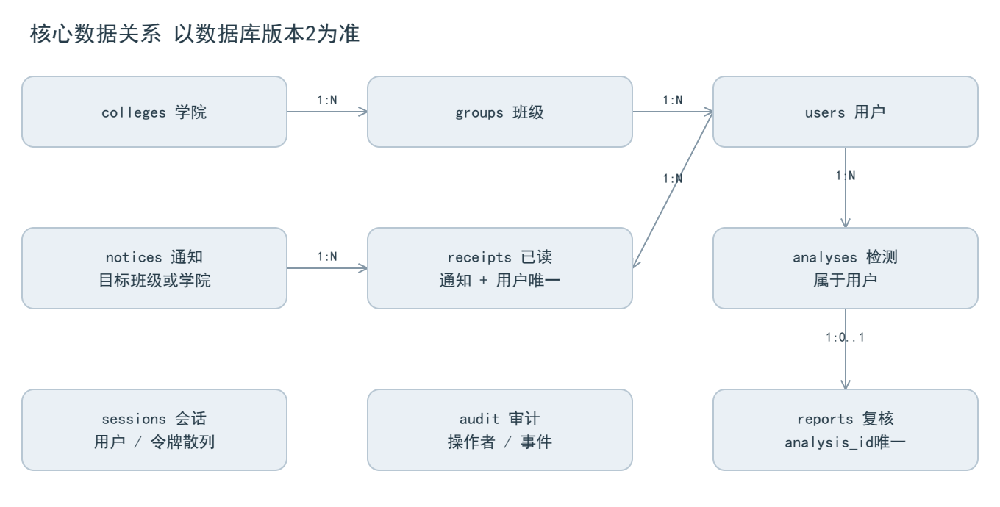 核心数据关系 以数据库版本2为准
colleges 学院
1:N
groups 班级
1:N
users 用户
1:N
1:N
notices 通知
目标班级或学院
1:N
receipts 已读
通知 + 用户唯一
analyses 检测
属于用户
1:0..1
sessions 会话
用户 / 令牌散列
audit 审计
操作者 / 事件
reports 复核
analysis_id唯一